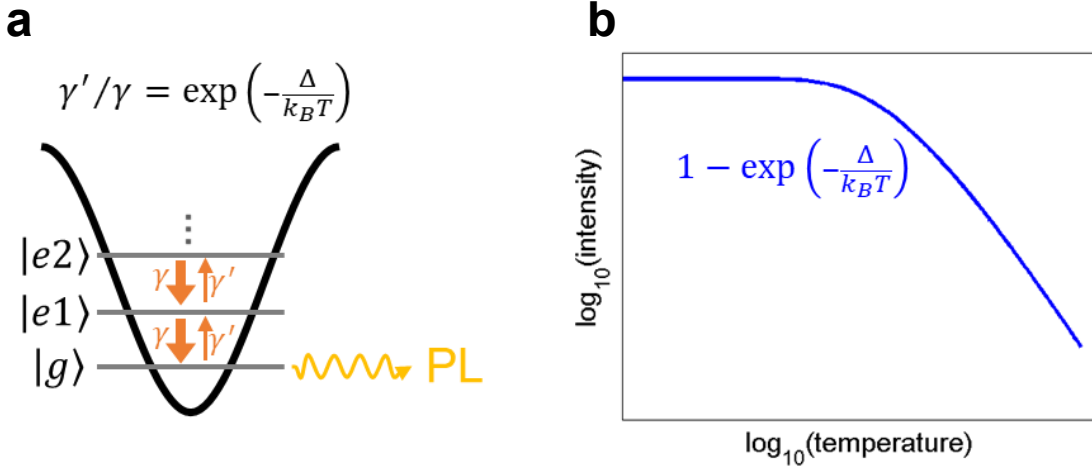 a
γ'/γ = exp(-Δ/k_BT)
⋮
|e2⟩
γ γ'
|e1⟩
γ γ'
|g⟩
PL
b
log₁₀(intensity)
1 − exp(-Δ/k_BT)
log₁₀(temperature)